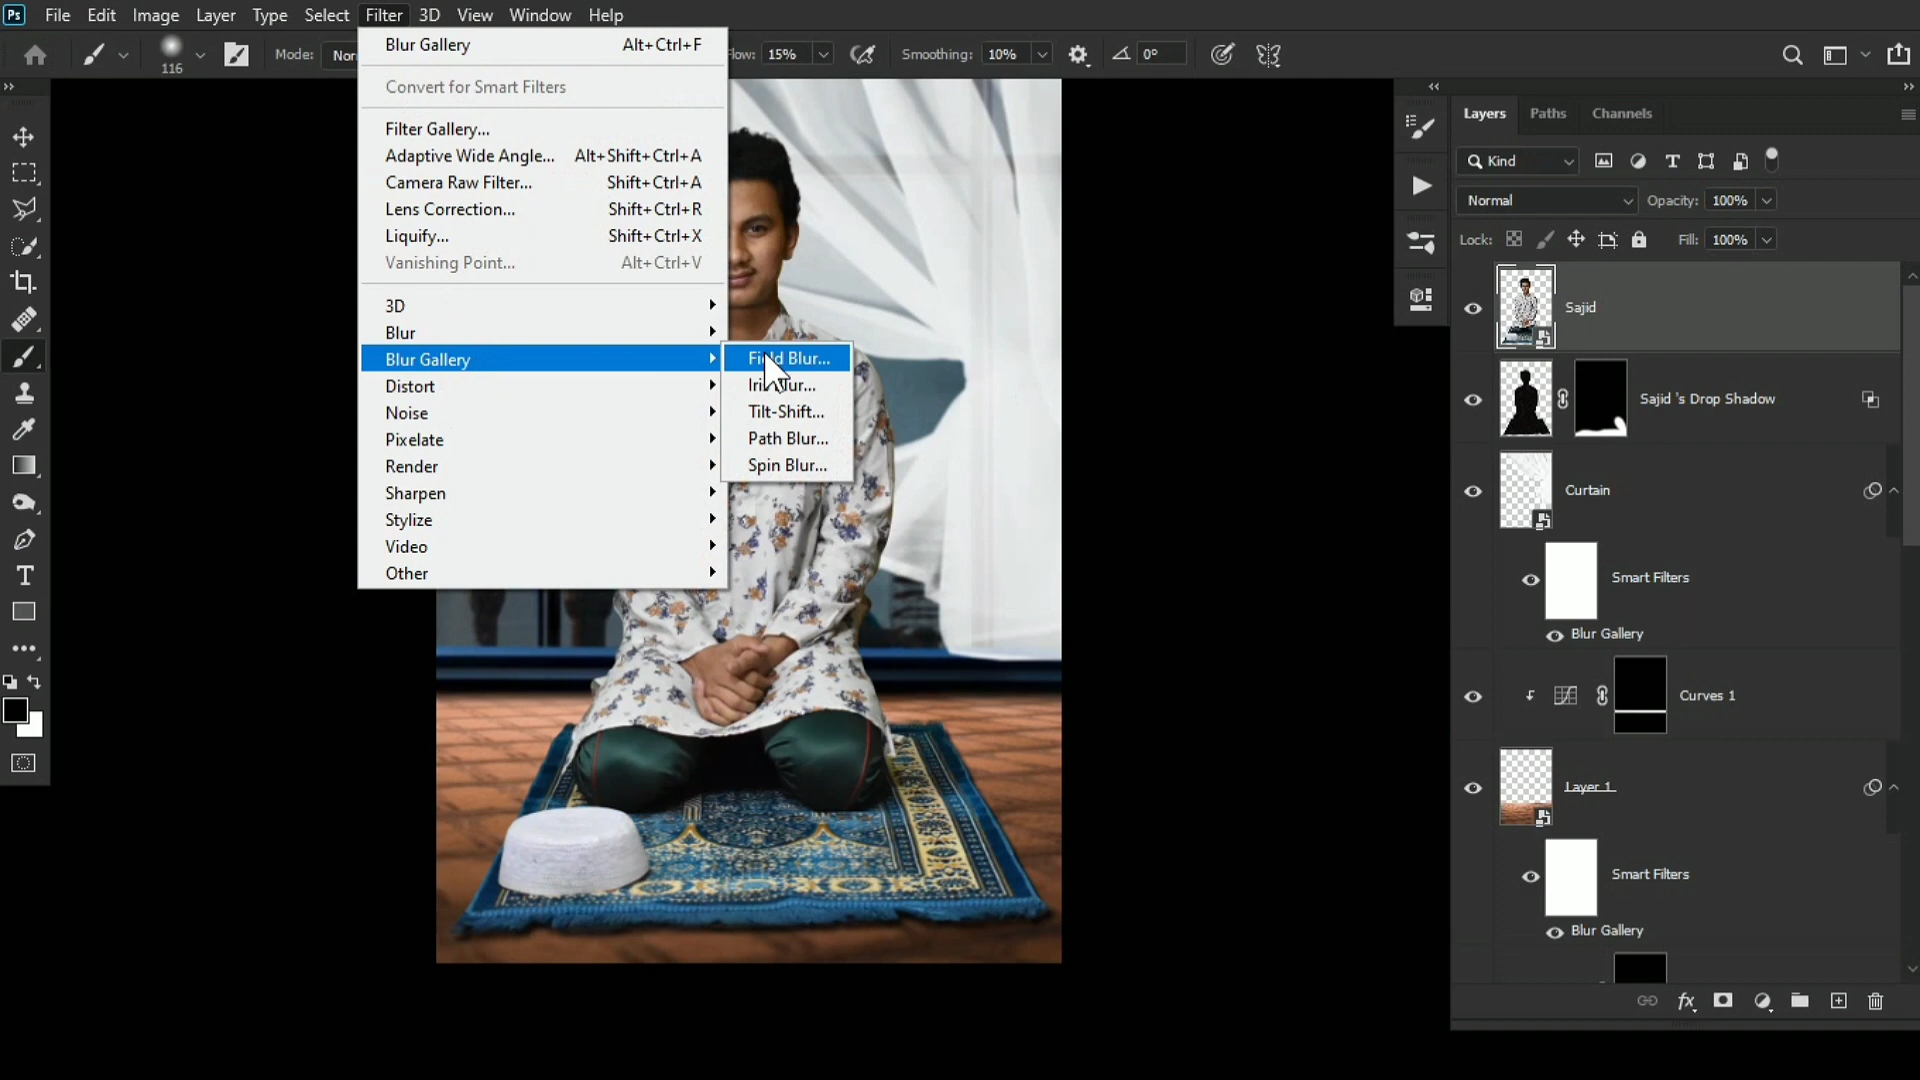 Ps File Edit Image Layer Type Select Filter 3D View Window Help
116 Mode: Nor Flow: 15% Smoothing: 10% 0°
Blur Gallery Alt+Ctrl+F
Convert for Smart Filters
Filter Gallery...
Adaptive Wide Angle... Alt+Shift+Ctrl+A
Camera Raw Filter... Shift+Ctrl+A
Lens Correction... Shift+Ctrl+R
Liquify... Shift+Ctrl+X
Vanishing Point... Alt+Ctrl+V
3D
Blur
Blur Gallery
Distort
Noise
Pixelate
Render
Sharpen
Stylize
Video
Other
Field Blur...
Tilt-Shift...
Path Blur...
Spin Blur...
Layers Paths Channels
Kind
Normal Opacity: 100%
Lock: Fill: 100%
Sajid
Sajid 's Drop Shadow
Curtain
Smart Filters
Blur Gallery
Curves 1
Layer 1
Smart Filters
Blur Gallery